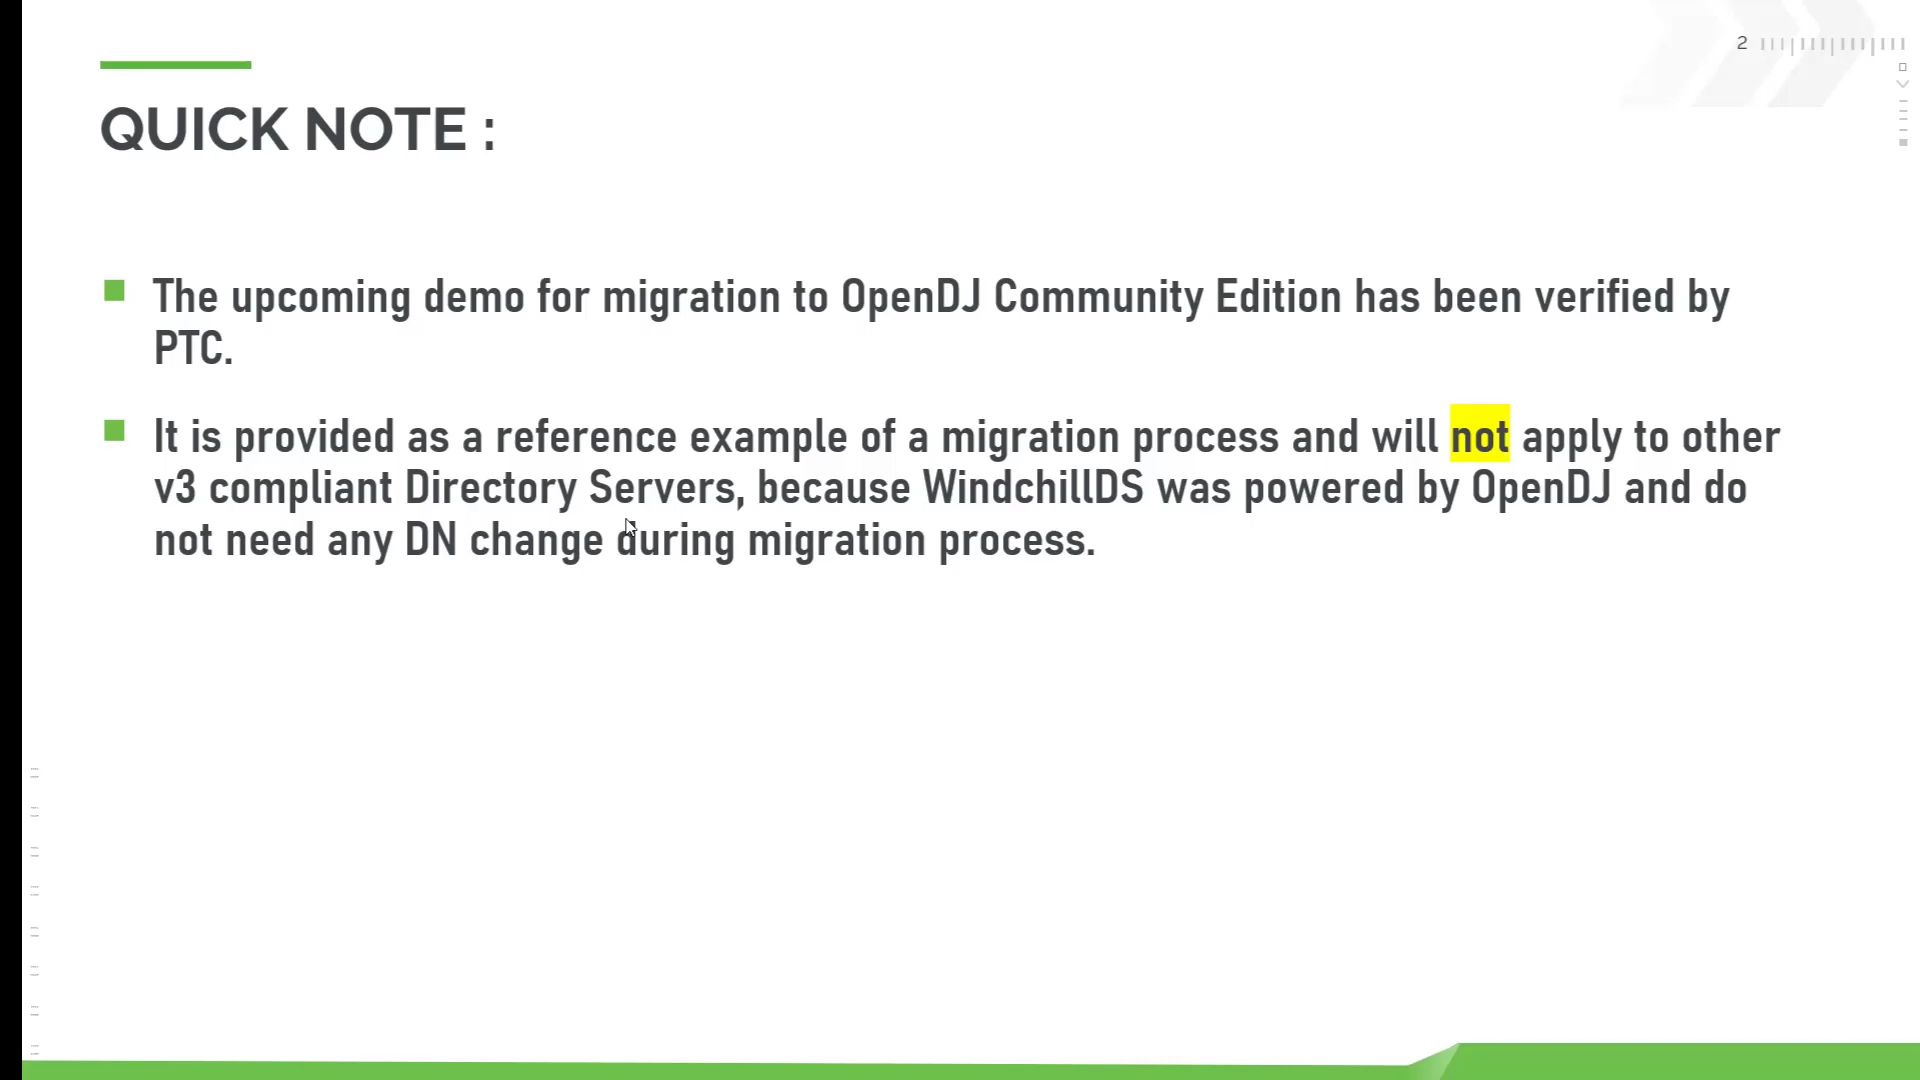 2
QUICK NOTE :
The upcoming demo for migration to OpenDJ Community Edition has been verified by
PTC.
It is provided as a reference example of a migration process and will not apply to other
v3 compliant Directory Servers, because WindchillDS was powered by OpenDJ and do
not need any DN change during migration process.